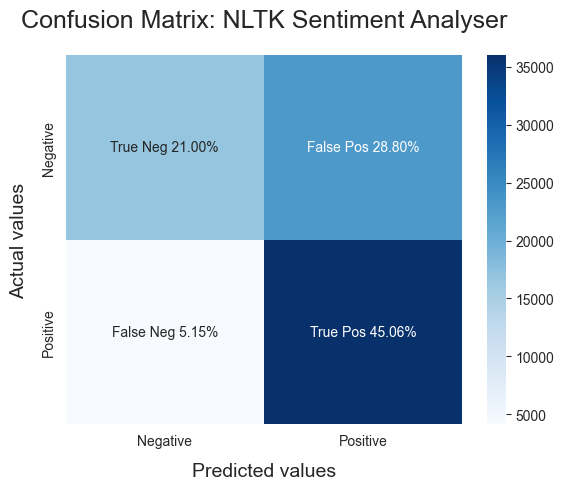 Confusion Matrix: NLTK Sentiment Analyser
Actual values
Negative
Positive
True Neg 21.00%
False Pos 28.80%
False Neg 5.15%
True Pos 45.06%
Negative
Positive
Predicted values
35000
30000
25000
20000
15000
10000
5000